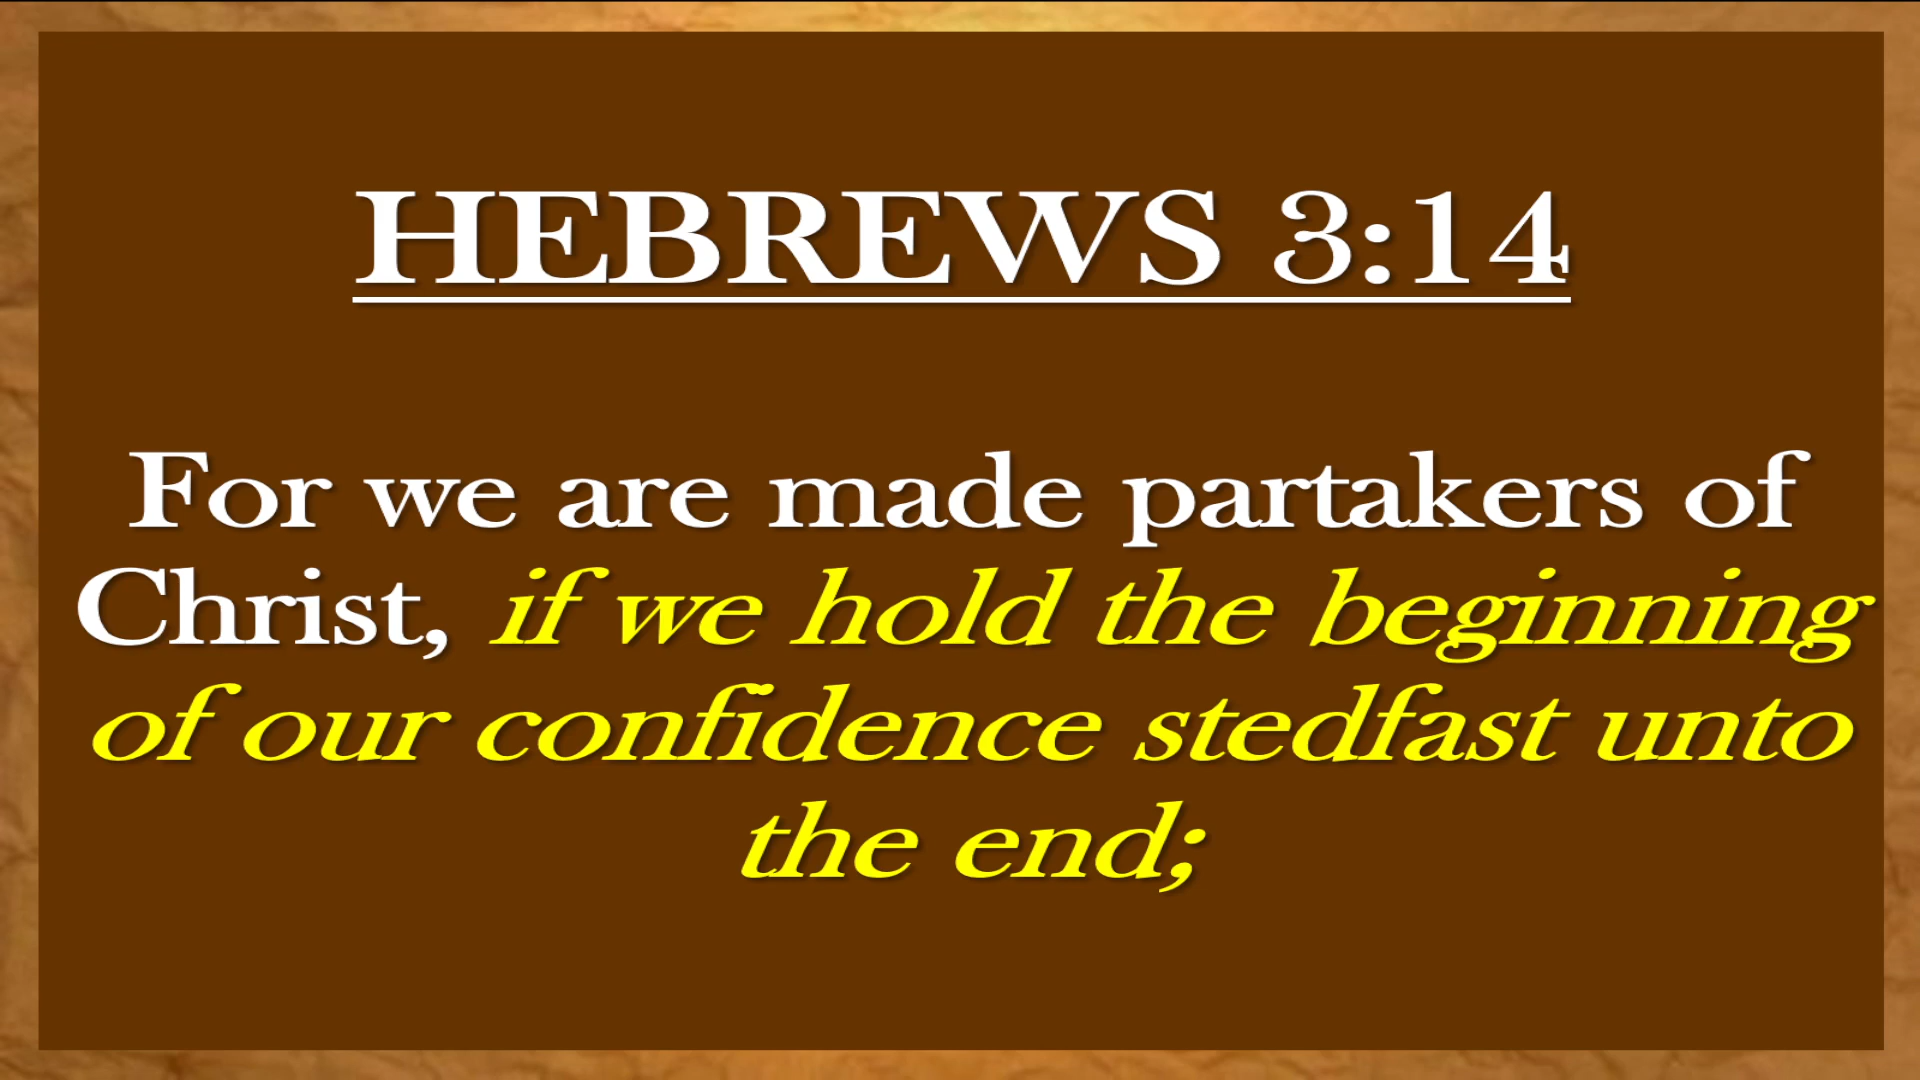 HEBREWS 3:14
For we are made partakers of
Christ, if we hold the beginning
of our confidence stedfast unto
the end;